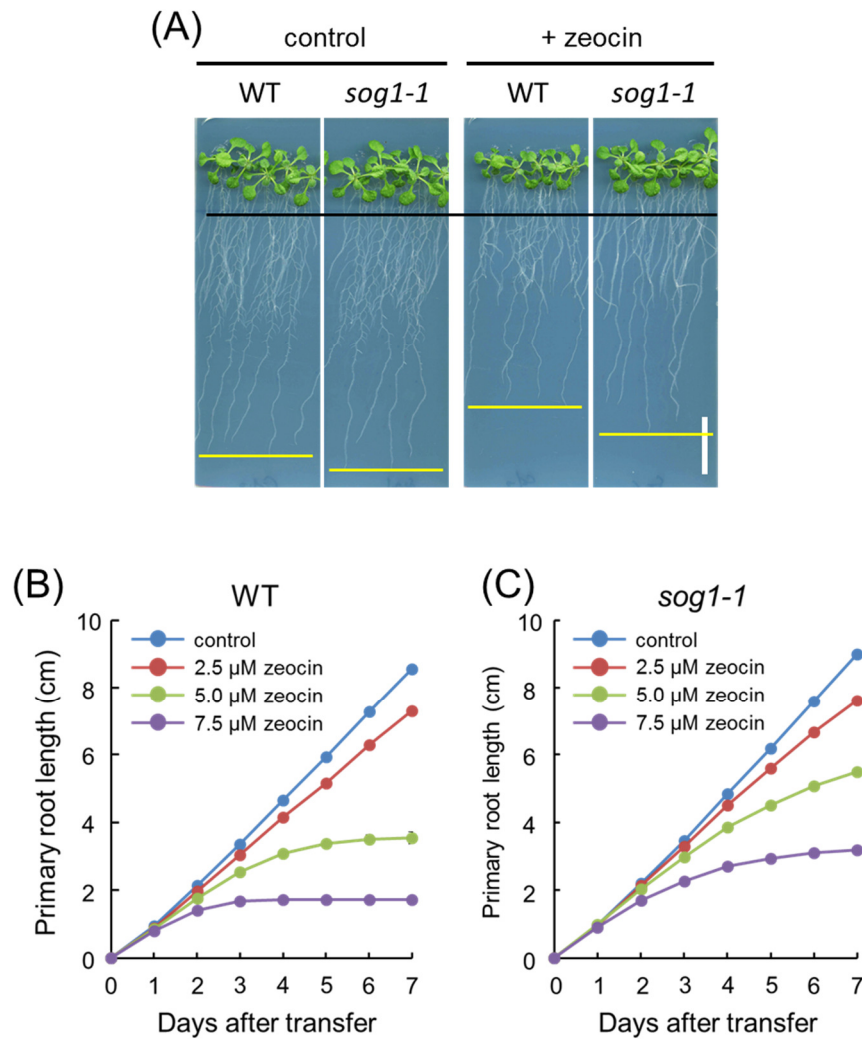 (A)
control + zeocin
WT sog1-1 WT sog1-1
(B)
WT
10
8
6
4
2
0
Primary root length (cm)
control
2.5 µM zeocin
5.0 µM zeocin
7.5 µM zeocin
0 1 2 3 4 5 6 7
Days after transfer
(C)
sog1-1
10
8
6
4
2
0
Primary root length (cm)
control
2.5 µM zeocin
5.0 µM zeocin
7.5 µM zeocin
0 1 2 3 4 5 6 7
Days after transfer